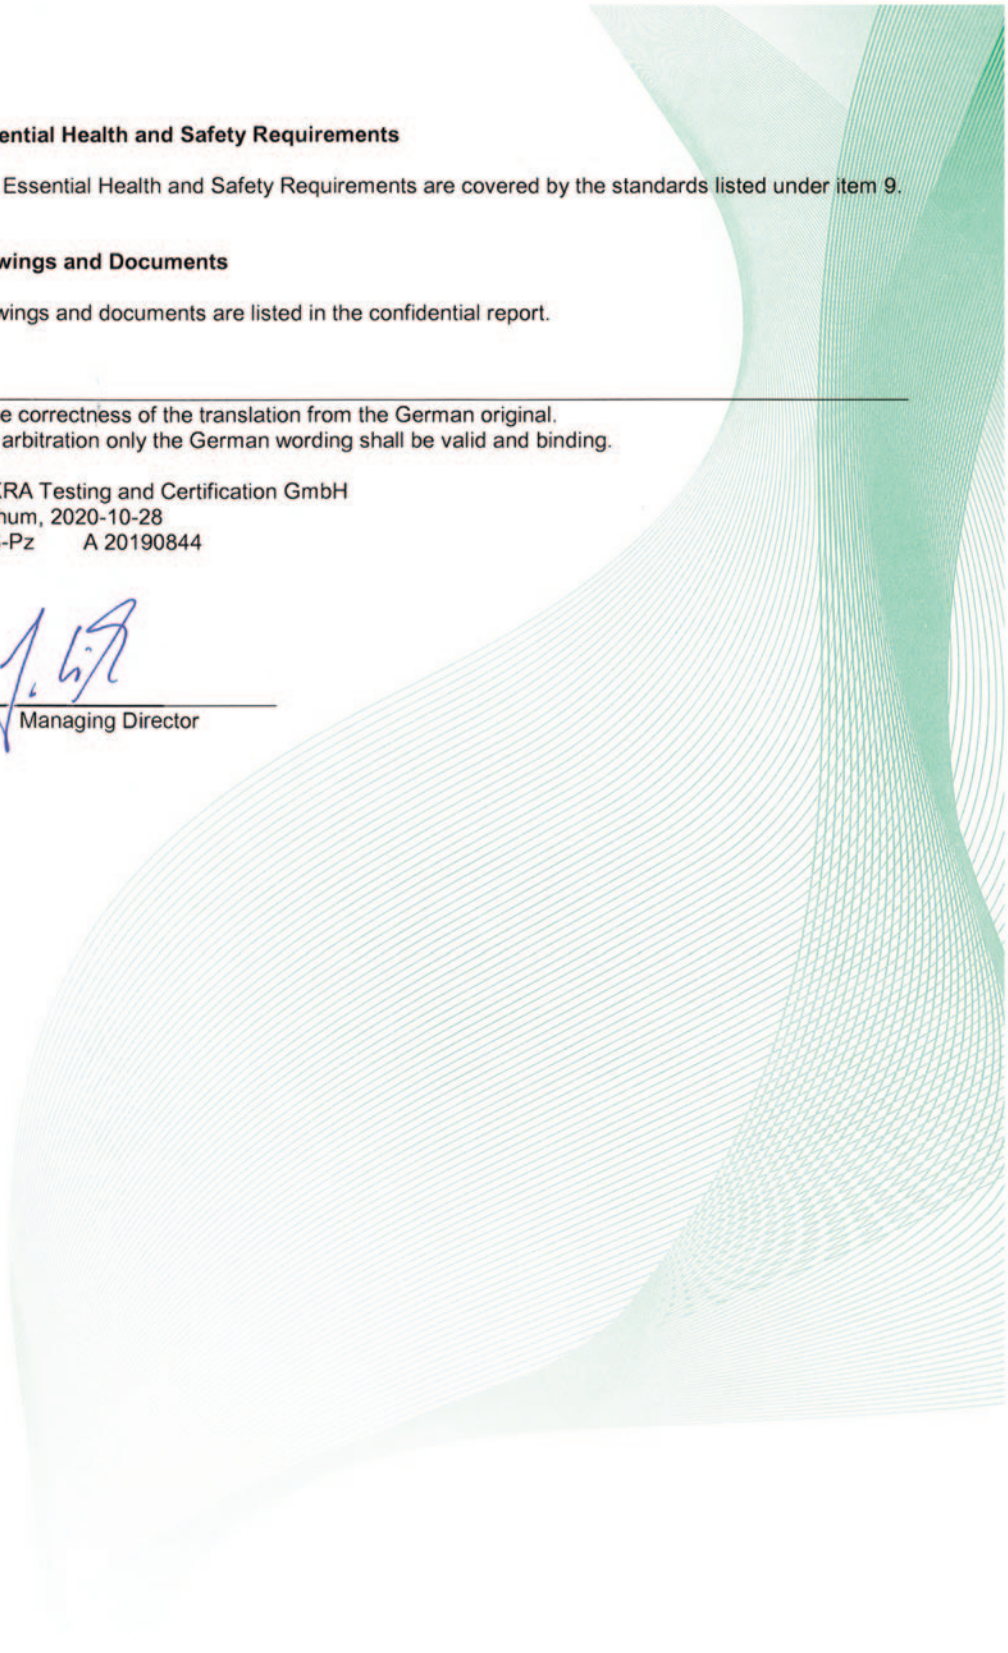 ential Health and Safety Requirements
Essential Health and Safety Requirements are covered by the standards listed under item 9.
wings and Documents
wings and documents are listed in the confidential report.
e correctness of the translation from the German original.
arbitration only the German wording shall be valid and binding.
KRA Testing and Certification GmbH
hum, 2020-10-28
-Pz A 20190844
Managing Director